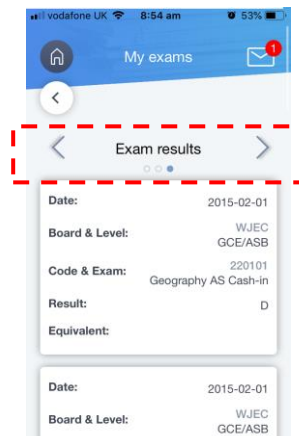 vodafone UK 8:54 am 53%
My exams
1
Exam results
Date: 2015-02-01
Board & Level: WJEC
GCE/ASB
Code & Exam: 220101
Geography AS Cash-in
Result: D
Equivalent:
Date: 2015-02-01
Board & Level: WJEC
GCE/ASB